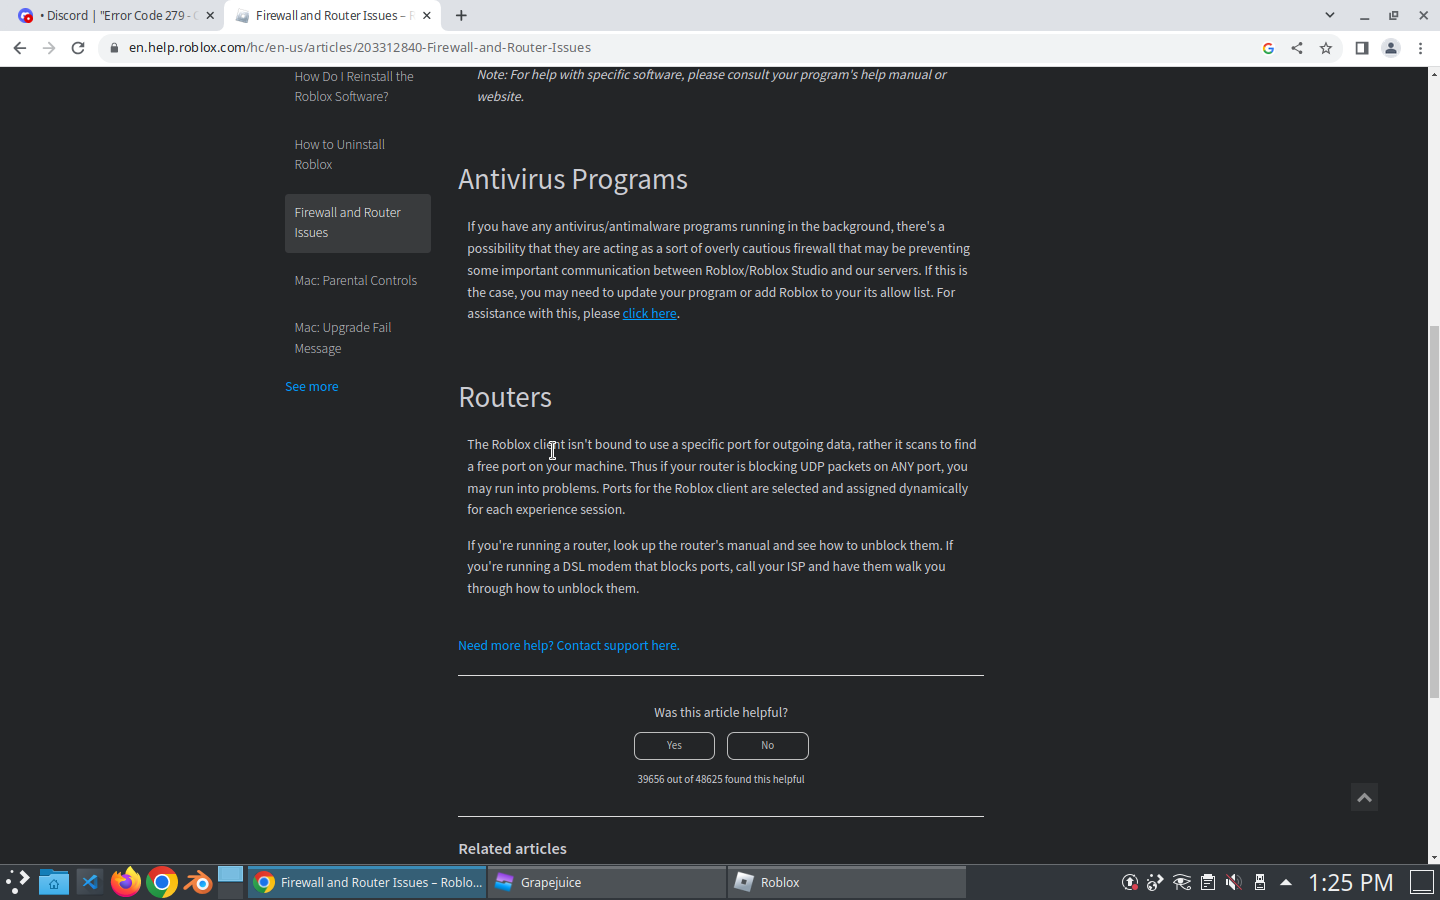 • Discord | "Error Code 279 -
Firewall and Router Issues –
en.help.roblox.com/hc/en-us/articles/203312840-Firewall-and-Router-Issues
How Do I Reinstall the
Roblox Software?
How to Uninstall
Roblox
Firewall and Router
Issues
Mac: Parental Controls
Mac: Upgrade Fail
Message
See more
Note: For help with specific software, please consult your program's help manual or
website.
Antivirus Programs
If you have any antivirus/antimalware programs running in the background, there's a
possibility that they are acting as a sort of overly cautious firewall that may be preventing
some important communication between Roblox/Roblox Studio and our servers. If this is
the case, you may need to update your program or add Roblox to your its allow list. For
assistance with this, please click here.
Routers
The Roblox client isn't bound to use a specific port for outgoing data, rather it scans to find
a free port on your machine. Thus if your router is blocking UDP packets on ANY port, you
may run into problems. Ports for the Roblox client are selected and assigned dynamically
for each experience session.
If you're running a router, look up the router's manual and see how to unblock them. If
you're running a DSL modem that blocks ports, call your ISP and have them walk you
through how to unblock them.
Need more help? Contact support here.
Was this article helpful?
Yes No
39656 out of 48625 found this helpful
Related articles
Firewall and Router Issues – Roblo...
Grapejuice
Roblox
1:25 PM